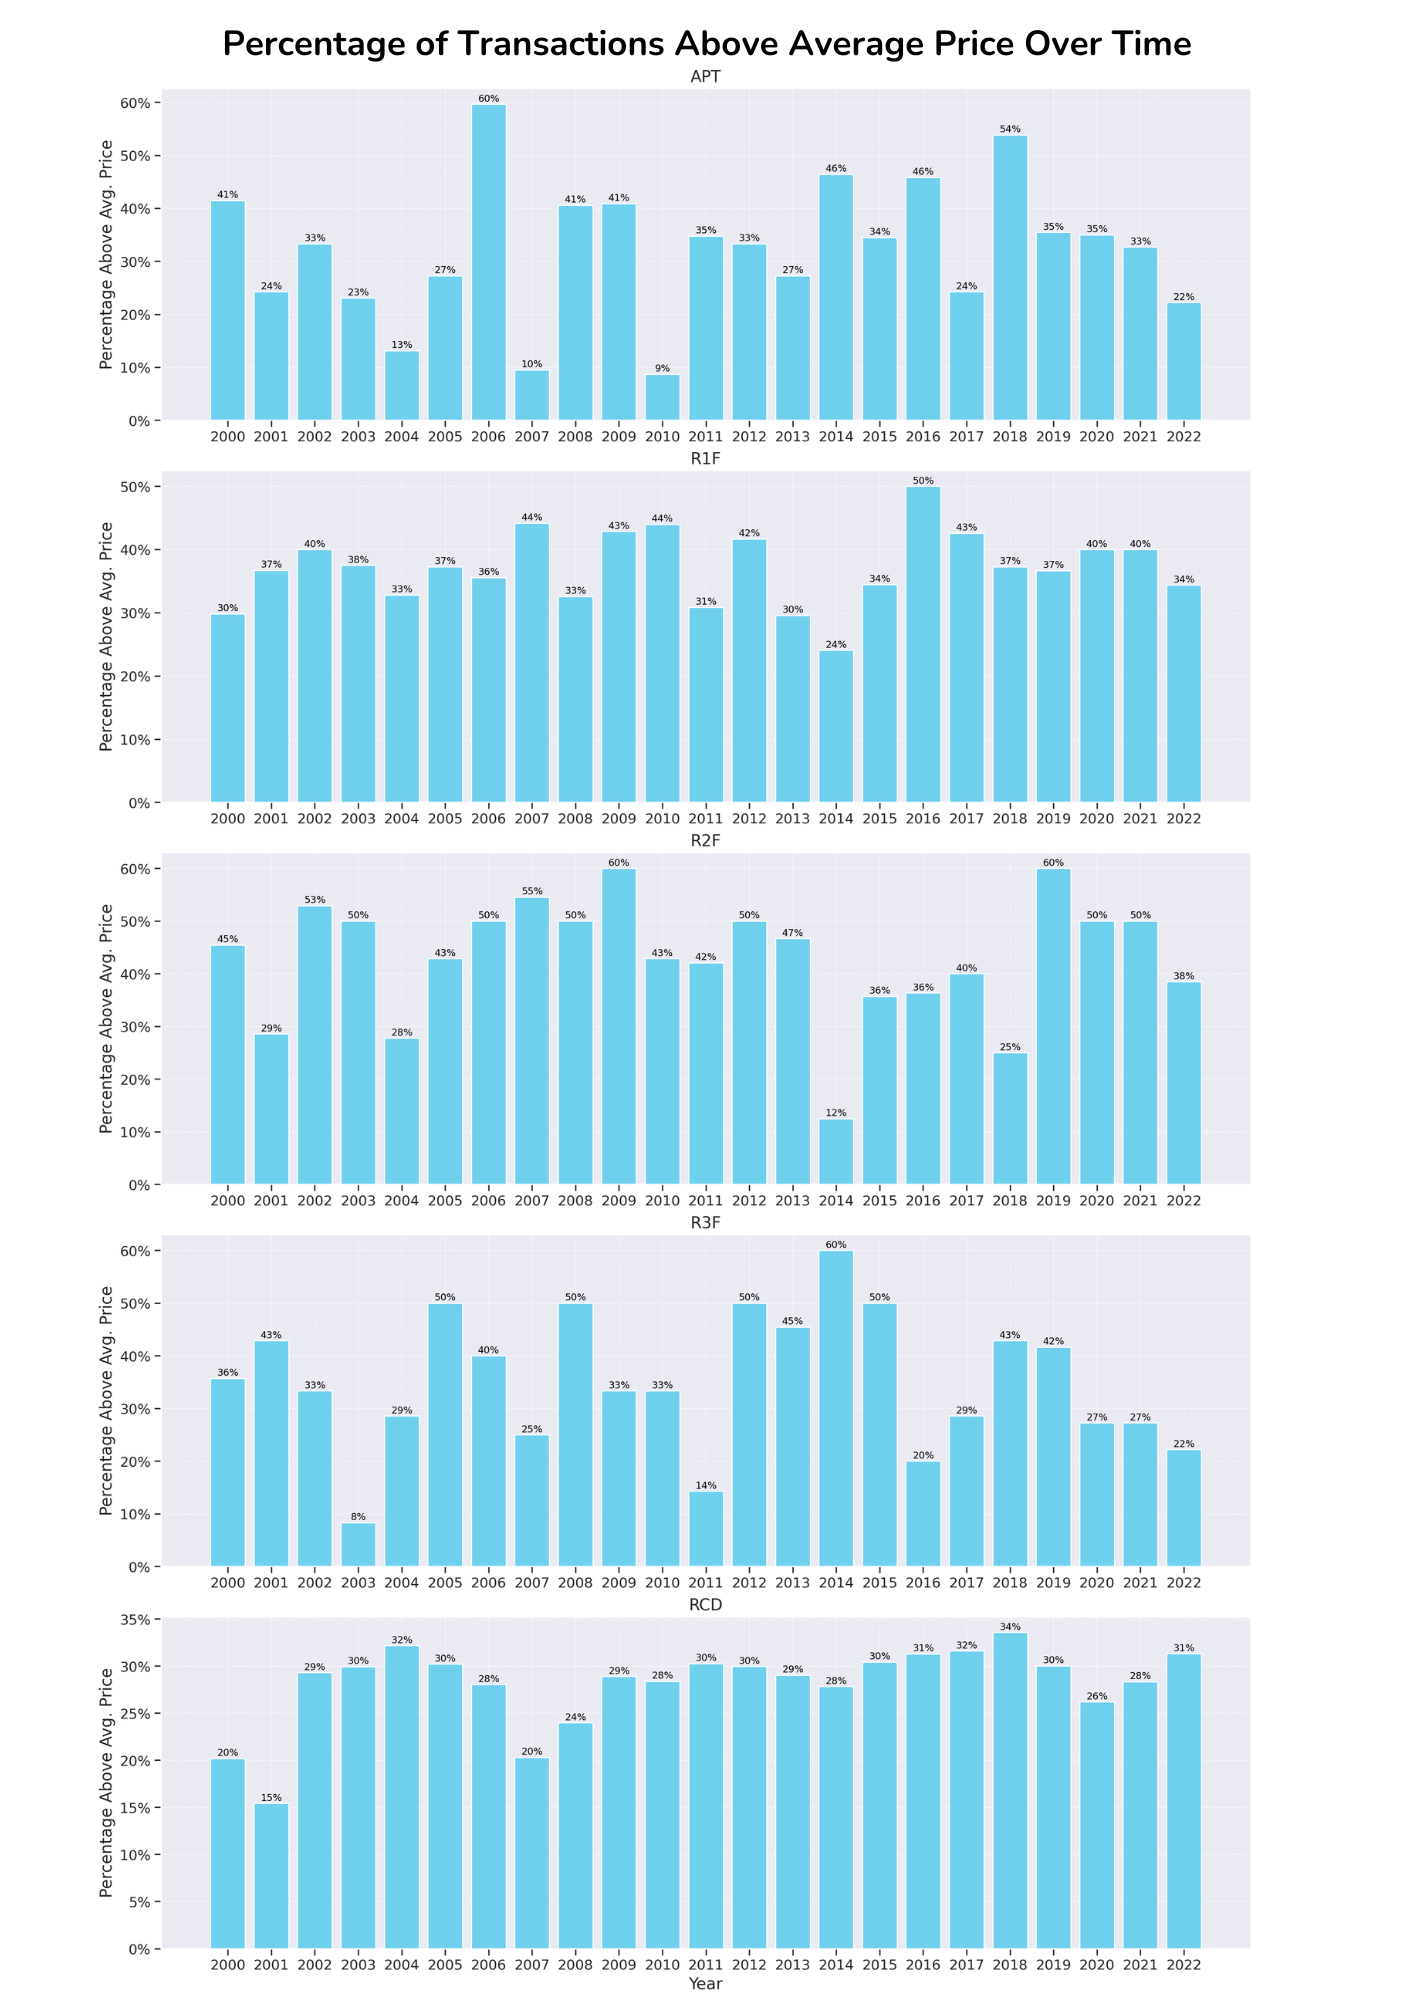 Percentage of Transactions Above Average Price Over Time
APT
Percentage Above Avg. Price
60%
50%
40%
30%
20%
10%
0%
41% 24% 33% 23% 13% 27% 60% 10% 41% 41% 9% 35% 33% 27% 46% 34% 46% 24% 54% 35% 35% 33% 22%
2000 2001 2002 2003 2004 2005 2006 2007 2008 2009 2010 2011 2012 2013 2014 2015 2016 2017 2018 2019 2020 2021 2022
R1F
Percentage Above Avg. Price
50%
40%
30%
20%
10%
0%
30% 37% 40% 38% 33% 37% 36% 44% 33% 43% 44% 31% 42% 30% 24% 34% 50% 43% 37% 37% 40% 40% 34%
2000 2001 2002 2003 2004 2005 2006 2007 2008 2009 2010 2011 2012 2013 2014 2015 2016 2017 2018 2019 2020 2021 2022
R2F
Percentage Above Avg. Price
60%
50%
40%
30%
20%
10%
0%
45% 29% 53% 50% 28% 43% 50% 55% 50% 60% 43% 42% 50% 47% 12% 36% 36% 40% 25% 60% 50% 50% 38%
2000 2001 2002 2003 2004 2005 2006 2007 2008 2009 2010 2011 2012 2013 2014 2015 2016 2017 2018 2019 2020 2021 2022
R3F
Percentage Above Avg. Price
60%
50%
40%
30%
20%
10%
0%
36% 43% 33% 8% 29% 50% 40% 25% 50% 33% 33% 14% 50% 45% 60% 50% 20% 29% 43% 42% 27% 27% 22%
2000 2001 2002 2003 2004 2005 2006 2007 2008 2009 2010 2011 2012 2013 2014 2015 2016 2017 2018 2019 2020 2021 2022
RCD
Percentage Above Avg. Price
35%
30%
25%
20%
15%
10%
5%
0%
20% 15% 29% 30% 32% 30% 28% 20% 24% 29% 28% 30% 30% 29% 28% 30% 31% 32% 34% 30% 26% 28% 31%
2000 2001 2002 2003 2004 2005 2006 2007 2008 2009 2010 2011 2012 2013 2014 2015 2016 2017 2018 2019 2020 2021 2022
Year